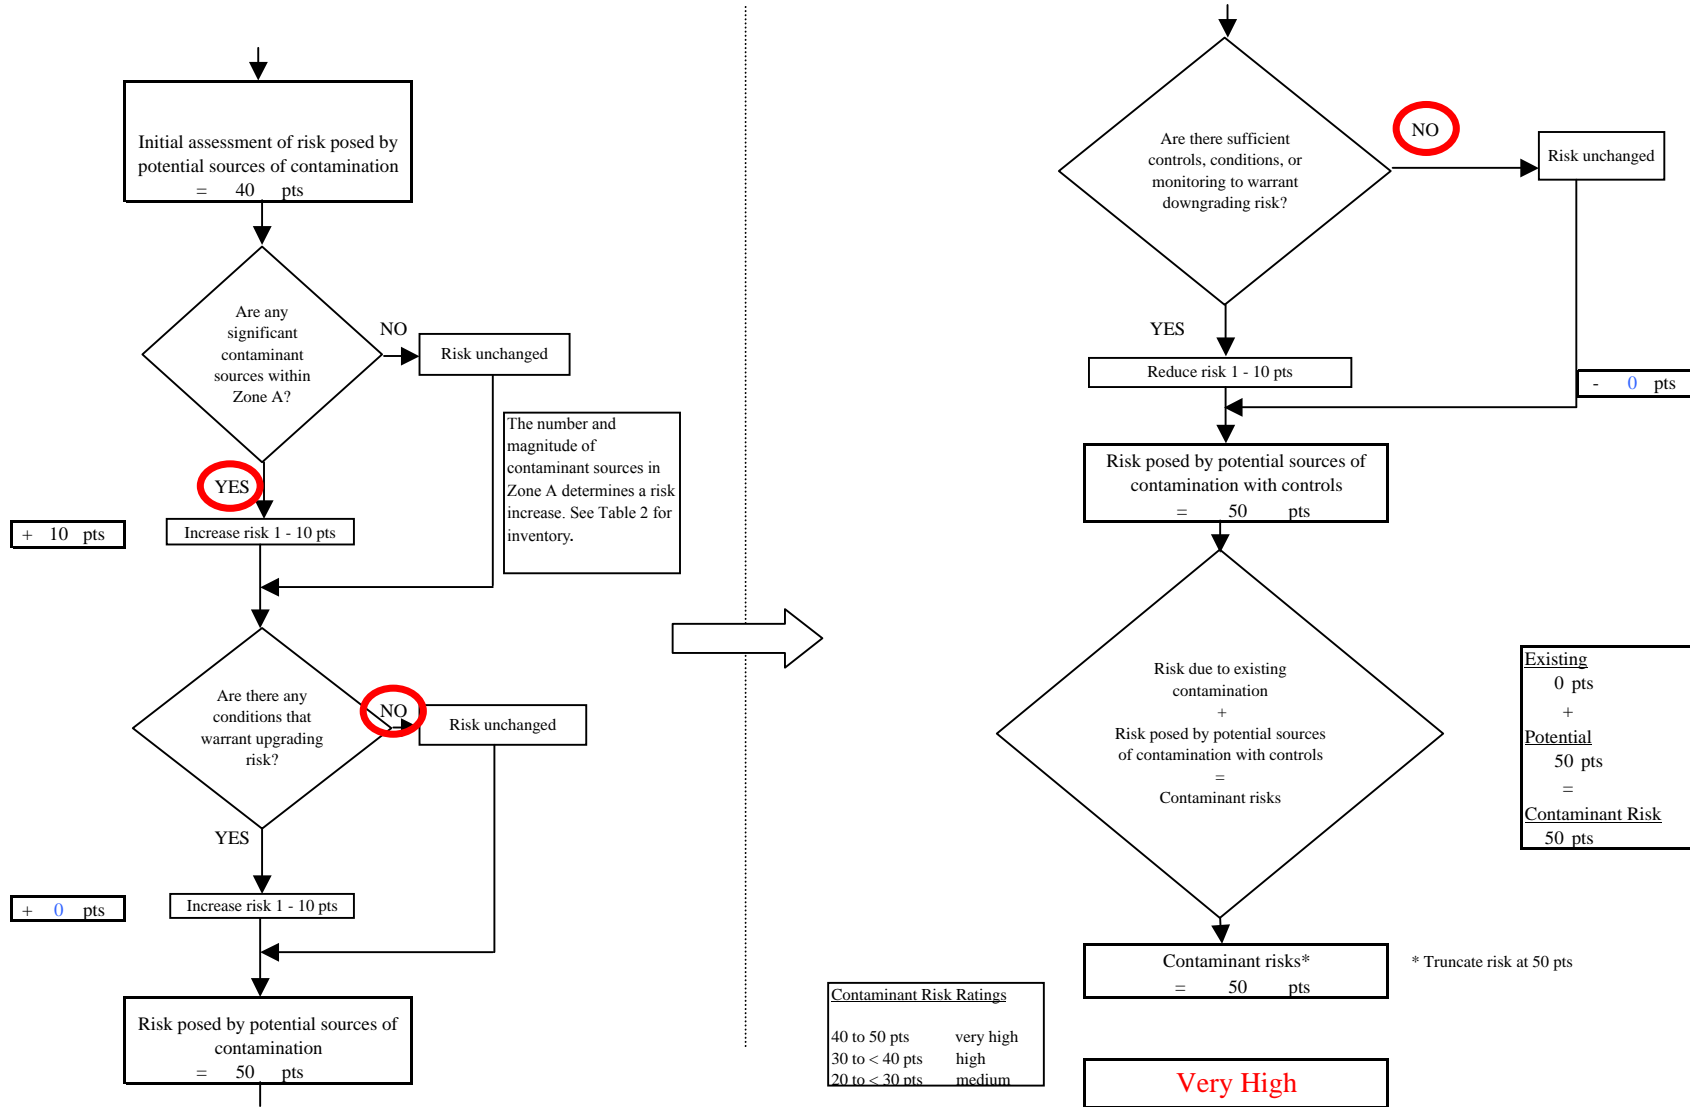 Initial assessment of risk posed by
potential sources of contamination
= 40 pts
Are any
significant
contaminant
sources within
Zone A?
NO
Risk unchanged
YES
The number and
magnitude of
contaminant sources in
Zone A determines a risk
increase. See Table 2 for
inventory.
+ 10 pts
Increase risk 1 - 10 pts
Are there any
conditions that
warrant upgrading
risk?
NO
Risk unchanged
YES
+ 0 pts
Increase risk 1 - 10 pts
Risk posed by potential sources of
contamination
= 50 pts
Are there sufficient
controls, conditions, or
monitoring to warrant
downgrading risk?
NO
Risk unchanged
YES
Reduce risk 1 - 10 pts
- 0 pts
Risk posed by potential sources of
contamination with controls
= 50 pts
Risk due to existing
contamination
+
Risk posed by potential sources
of contamination with controls
=
Contaminant risks
Existing
0 pts
+
Potential
50 pts
=
Contaminant Risk
50 pts
Contaminant risks*
= 50 pts
* Truncate risk at 50 pts
Contaminant Risk Ratings
40 to 50 pts very high
30 to < 40 pts high
20 to < 30 pts medium
Very High